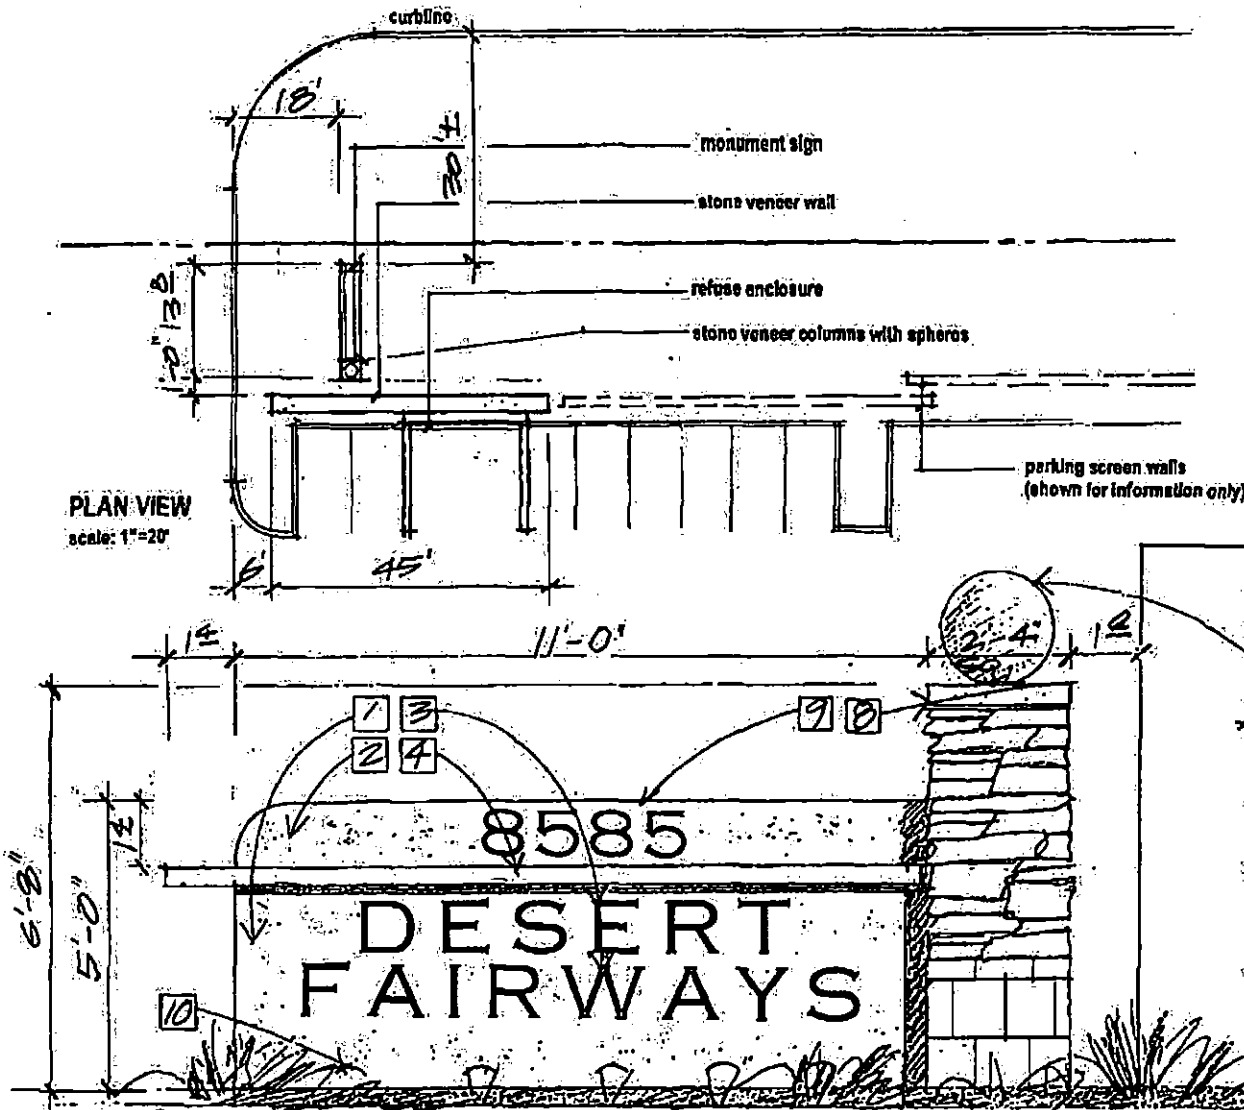 curbline
18'
monument sign
stone veneer wall
refuse enclosure
stone veneer columns with spheres
parking screen walls
(shown for information only)
PLAN VIEW
scale: 1"=20'
6'
45'
11'-0"
2'-4"
1 3
2 4
9 8
8585
6'-8"
5'-0"
DESERT
FAIRWAYS
10